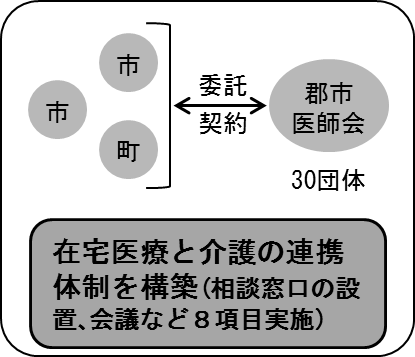 市
市
町
委託
契約
郡市
医師会
30団体
在宅医療と介護の連携
体制を構築(相談窓口の設
置、会議など８項目実施)